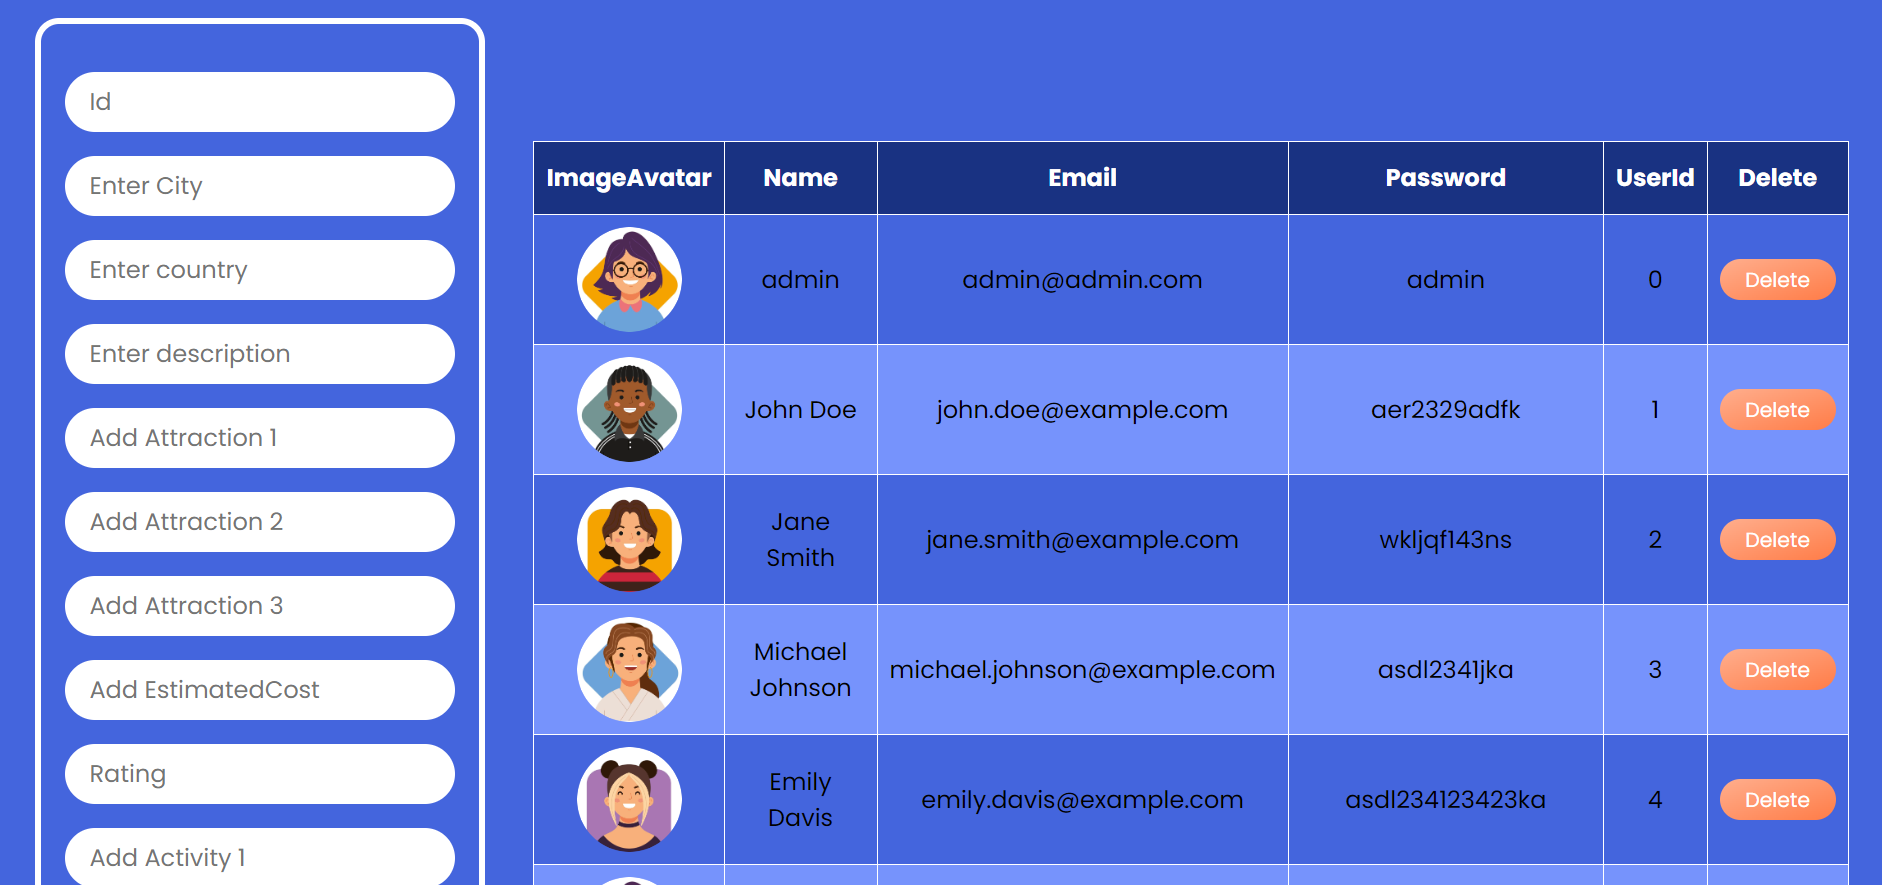 Id
Enter City
Enter country
Enter description
Add Attraction 1
Add Attraction 2
Add Attraction 3
Add EstimatedCost
Rating
Add Activity 1
ImageAvatar Name Email Password UserId Delete
admin admin@admin.com admin 0 Delete
John Doe john.doe@example.com aer2329adfk 1 Delete
Jane
Smith
jane.smith@example.com wkljqf143ns 2 Delete
Michael
Johnson
michael.johnson@example.com asdl2341jka 3 Delete
Emily
Davis
emily.davis@example.com asdl234123423ka 4 Delete